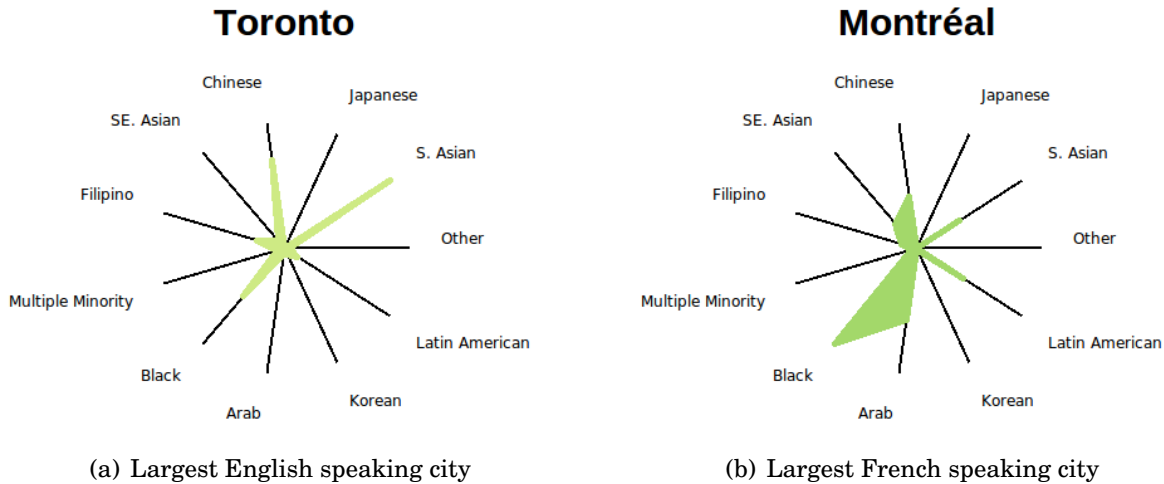 Toronto
Chinese
Japanese
SE. Asian
S. Asian
Filipino
Other
Multiple Minority
Latin American
Black
Korean
Arab
(a) Largest English speaking city
Montréal
Chinese
Japanese
SE. Asian
S. Asian
Filipino
Other
Multiple Minority
Latin American
Black
Korean
Arab
(b) Largest French speaking city